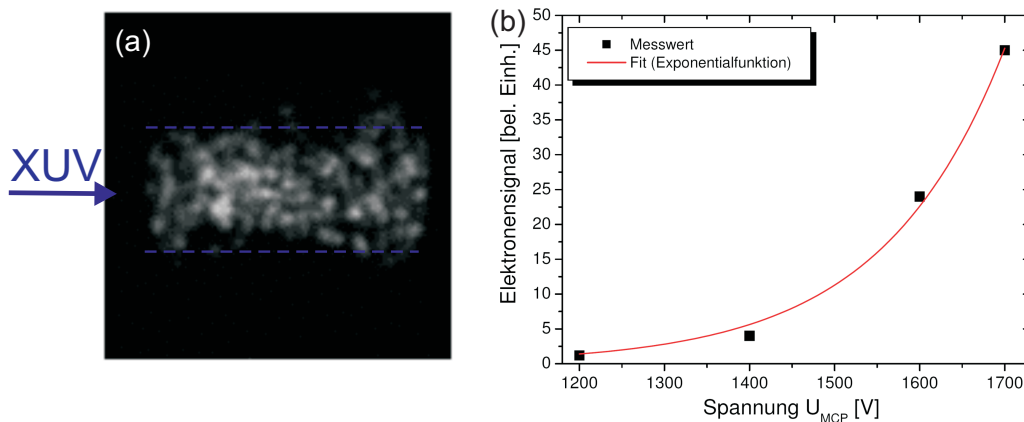 (a)
XUV
(b)
Elektronensignal [bel. Einh.]
50
45
40
35
30
25
20
15
10
5
0
Messwert
Fit (Exponentialfunktion)
1200 1300 1400 1500 1600 1700
Spannung U_MCP [V]